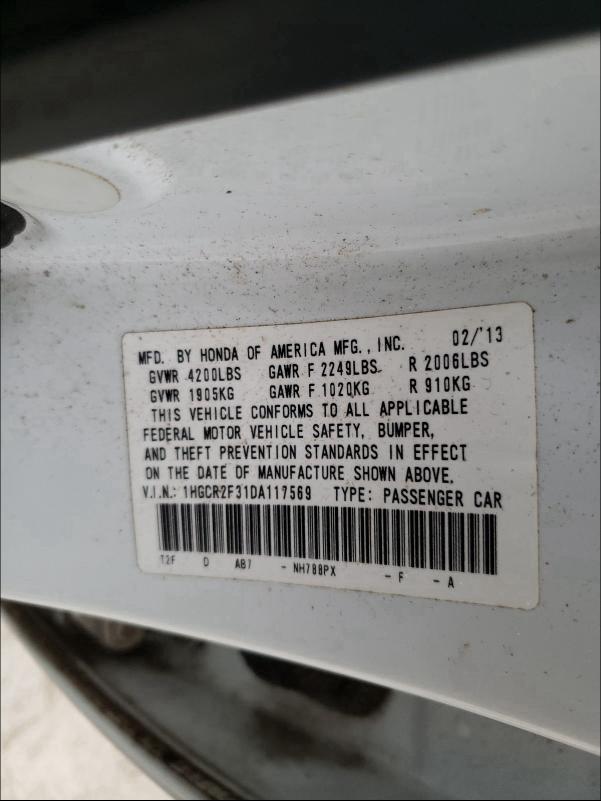 MFD. BY HONDA OF AMERICA MFG., INC. 02/'13
GVWR 4200LBS GAWR F 2249LBS R 2006LBS
GVWR 1905KG GAWR F 1020KG R 910KG
THIS VEHICLE CONFORMS TO ALL APPLICABLE
FEDERAL MOTOR VEHICLE SAFETY, BUMPER,
AND THEFT PREVENTION STANDARDS IN EFFECT
ON THE DATE OF MANUFACTURE SHOWN ABOVE.
V.I.N.: 1HGCR2F31DA117569 TYPE: PASSENGER CAR
T2F D AB7 - NH788PX - F - A